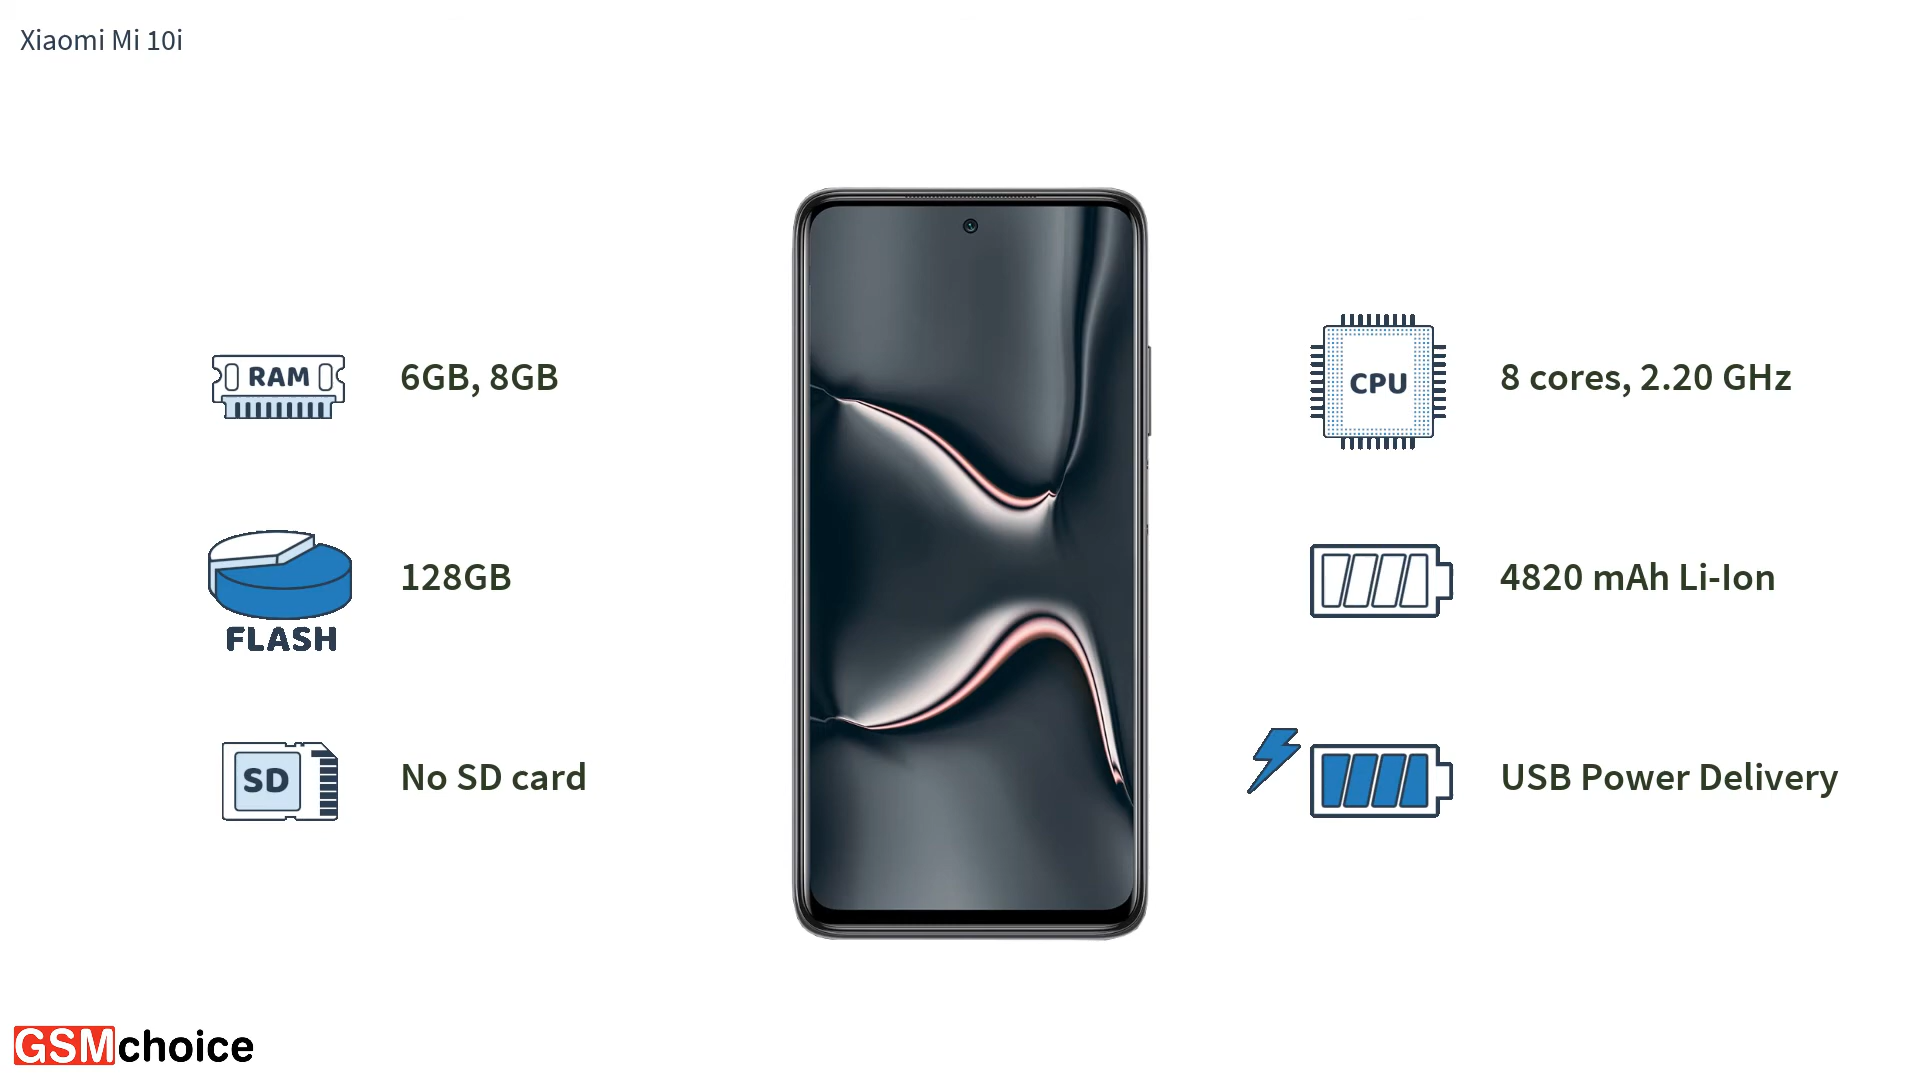 Xiaomi Mi 10i
RAM
6GB, 8GB
FLASH
128GB
SD
No SD card
CPU
8 cores, 2.20 GHz
4820 mAh Li-Ion
USB Power Delivery
GSMchoice